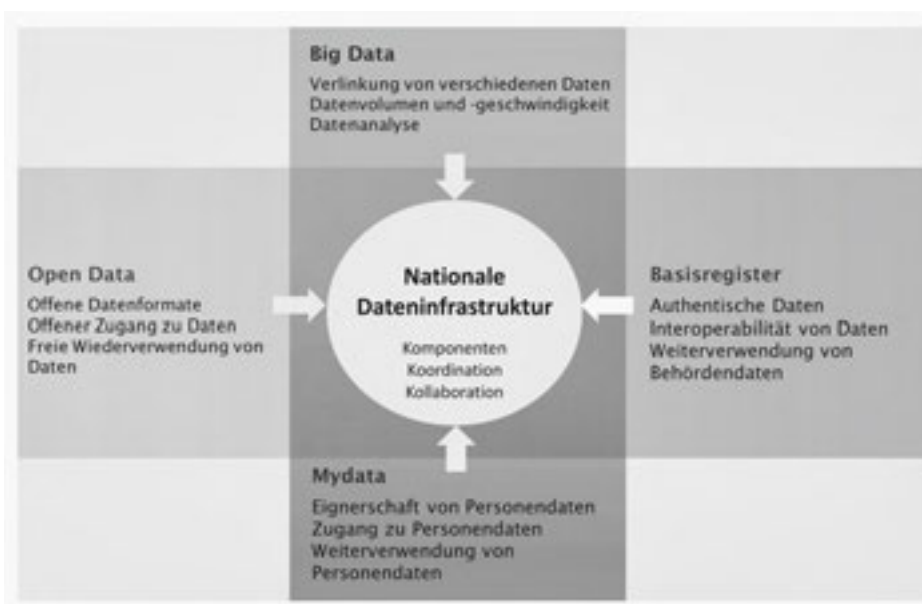 Big Data
Verlinkung von verschiedenen Daten
Datenvolumen und -geschwindigkeit
Datenanalyse
Open Data
Offene Datenformate
Offener Zugang zu Daten
Freie Wiederverwendung von
Daten
Nationale
Dateninfrastruktur
Komponenten
Koordination
Kollaboration
Basisregister
Authentische Daten
Interoperabilität von Daten
Weiterverwendung von
Behördendaten
Mydata
Eignerschaft von Personendaten
Zugang zu Personendaten
Weiterverwendung von
Personendaten